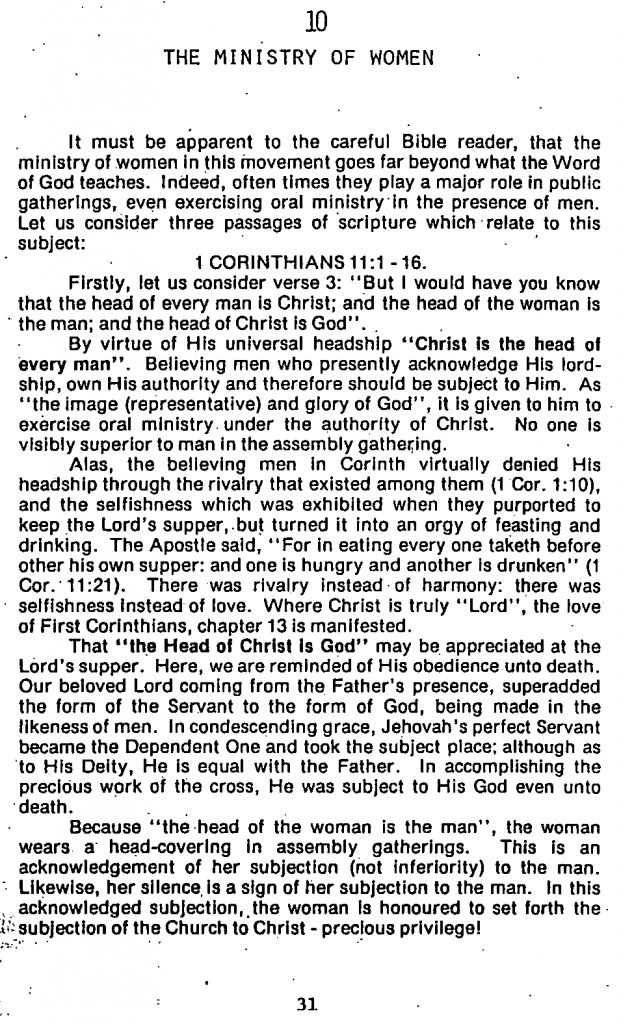 10
THE MINISTRY OF WOMEN
It must be apparent to the careful Bible reader, that the
ministry of women in this movement goes far beyond what the Word
of God teaches. Indeed, often times they play a major role in public
gatherings, even exercising oral ministry in the presence of men.
Let us consider three passages of scripture which relate to this
subject:
1 CORINTHIANS 11:1 - 16.
Firstly, let us consider verse 3: "But I would have you know
that the head of every man is Christ; and the head of the woman is
the man; and the head of Christ is God".
By virtue of His universal headship "Christ is the head of
every man". Believing men who presently acknowledge His lord-
ship, own His authority and therefore should be subject to Him. As
"the image (representative) and glory of God", it is given to him to
exercise oral ministry under the authority of Christ. No one is
visibly superior to man in the assembly gathering.
Alas, the believing men in Corinth virtually denied His
headship through the rivalry that existed among them (1 Cor. 1:10),
and the selfishness which was exhibited when they purported to
keep the Lord's supper, but turned it into an orgy of feasting and
drinking. The Apostle said, "For in eating every one taketh before
other his own supper: and one is hungry and another is drunken" (1
Cor. 11:21). There was rivalry instead of harmony: there was
selfishness instead of love. Where Christ is truly "Lord", the love
of First Corinthians, chapter 13 is manifested.
That "the Head of Christ is God" may be appreciated at the
Lord's supper. Here, we are reminded of His obedience unto death.
Our beloved Lord coming from the Father's presence, superadded
the form of the Servant to the form of God, being made in the
likeness of men. In condescending grace, Jehovah's perfect Servant
became the Dependent One and took the subject place; although as
to His Deity, He is equal with the Father. In accomplishing the
precious work of the cross, He was subject to His God even unto
death.
Because "the head of the woman is the man", the woman
wears a head-covering in assembly gatherings. This is an
acknowledgement of her subjection (not inferiority) to the man.
Likewise, her silence is a sign of her subjection to the man. In this
acknowledged subjection, the woman is honoured to set forth the
subjection of the Church to Christ - precious privilege!
31